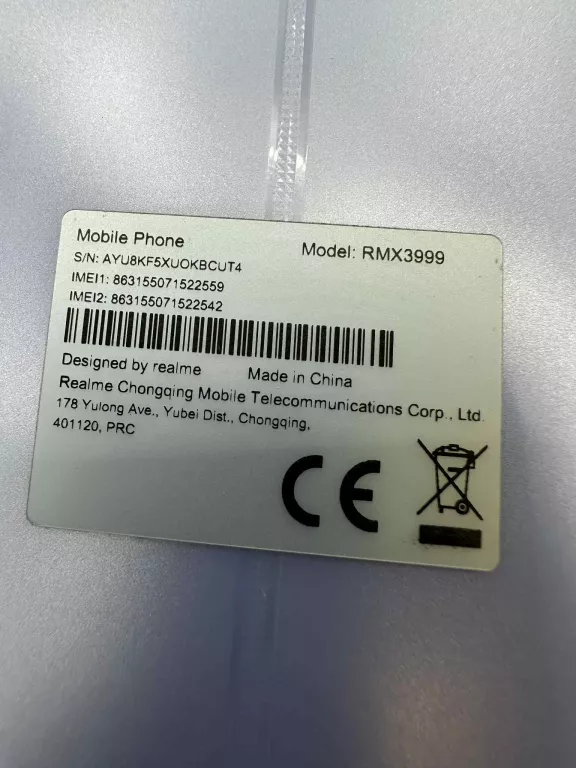 Mobile Phone Model: RMX3999
S/N: AYU8KF5XUOKBCUT4
IMEI1: 863155071522559
IMEI2: 863155071522542
Designed by realme Made in China
Realme Chongqing Mobile Telecommunications Corp., Ltd.
178 Yulong Ave., Yubei Dist., Chongqing,
401120, PRC
CE